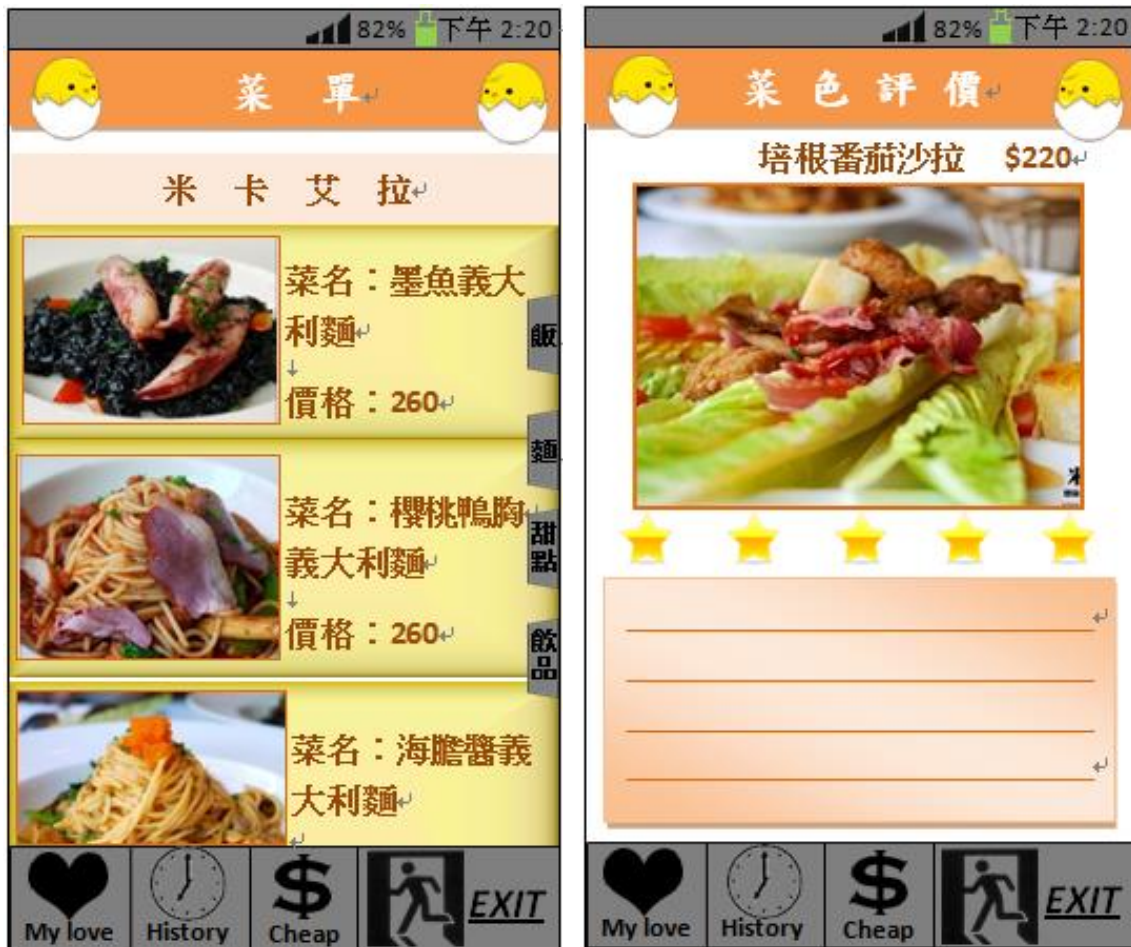 82% 下午 2:20
菜 單
米 卡 艾 拉
菜名：墨魚義大
利麵
價格：260
菜名：櫻桃鴨胸
義大利麵
價格：260
菜名：海膽醬義
大利麵
飯
麵
甜點
飲品
My love
History
Cheap
EXIT
82% 下午 2:20
菜 色 評 價
培根番茄沙拉 $220
My love
History
Cheap
EXIT